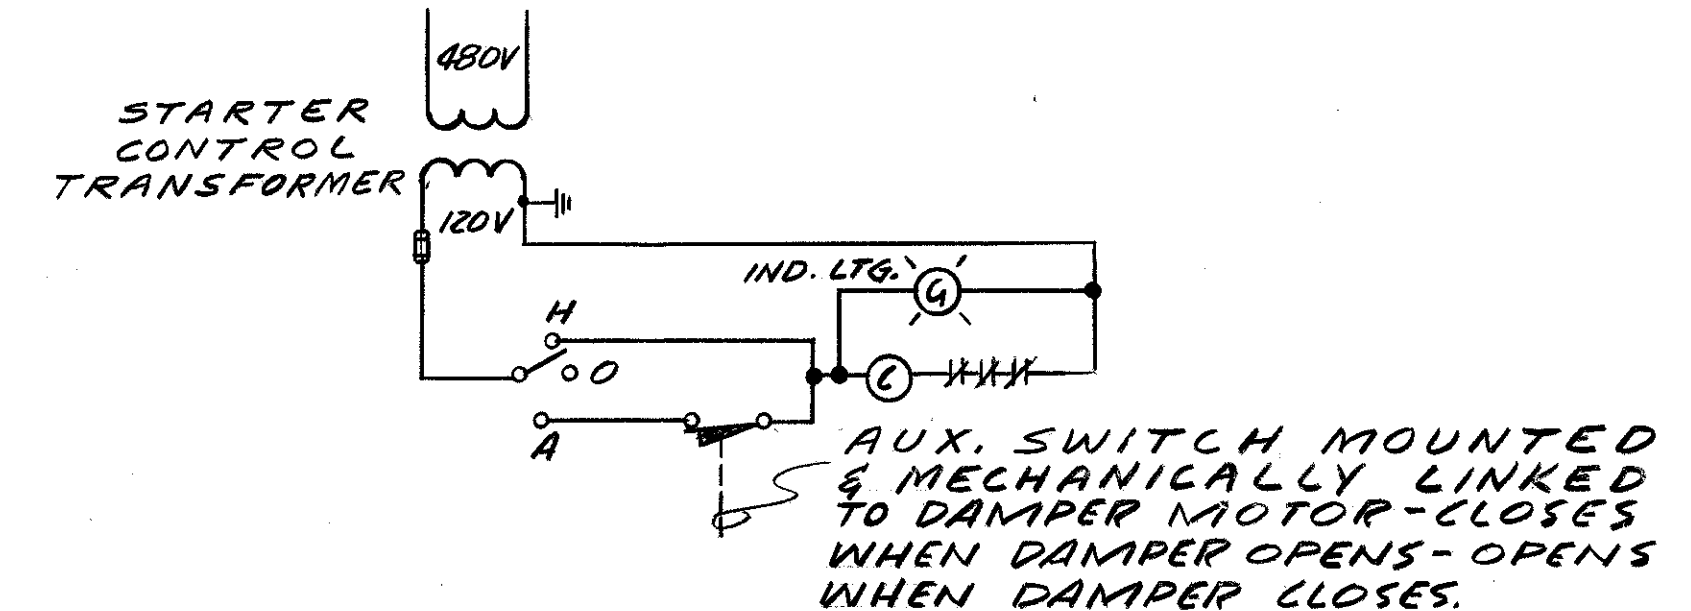 480V
STARTER
CONTROL
TRANSFORMER
120V
IND. LTG.
G
H
O
C
A
AUX. SWITCH MOUNTED
& MECHANICALLY LINKED
TO DAMPER MOTOR-CLOSES
WHEN DAMPER OPENS-OPENS
WHEN DAMPER CLOSES.